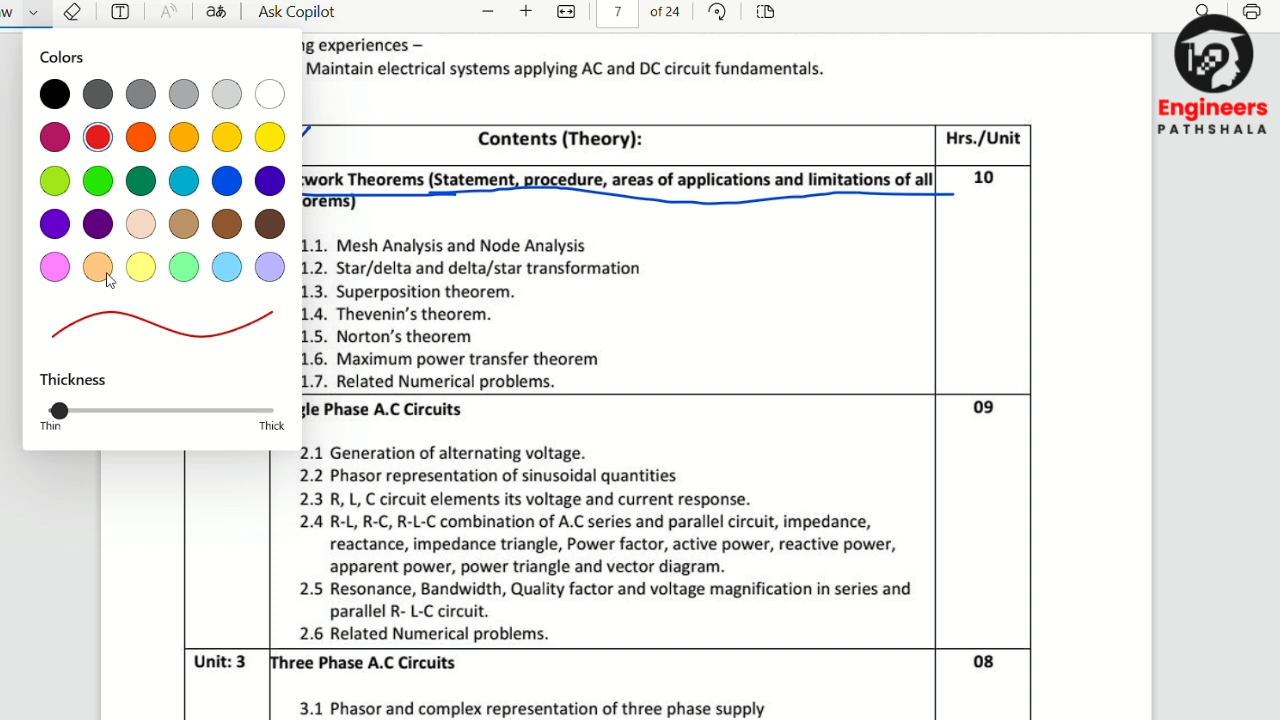 Ask Copilot
7 of 24
Colors
Thickness
Thin Thick
Engineers
PATHSHALA
experiences –
Maintain electrical systems applying AC and DC circuit fundamentals.
Contents (Theory): Hrs./Unit
Theorems (Statement, procedure, areas of applications and limitations of all 10
1.1. Mesh Analysis and Node Analysis
1.2. Star/delta and delta/star transformation
1.3. Superposition theorem.
1.4. Thevenin's theorem.
1.5. Norton's theorem
1.6. Maximum power transfer theorem
1.7. Related Numerical problems.
Phase A.C Circuits 09
2.1 Generation of alternating voltage.
2.2 Phasor representation of sinusoidal quantities
2.3 R, L, C circuit elements its voltage and current response.
2.4 R-L, R-C, R-L-C combination of A.C series and parallel circuit, impedance,
reactance, impedance triangle, Power factor, active power, reactive power,
apparent power, power triangle and vector diagram.
2.5 Resonance, Bandwidth, Quality factor and voltage magnification in series and
parallel R- L-C circuit.
2.6 Related Numerical problems.
Unit: 3 Three Phase A.C Circuits 08
3.1 Phasor and complex representation of three phase supply